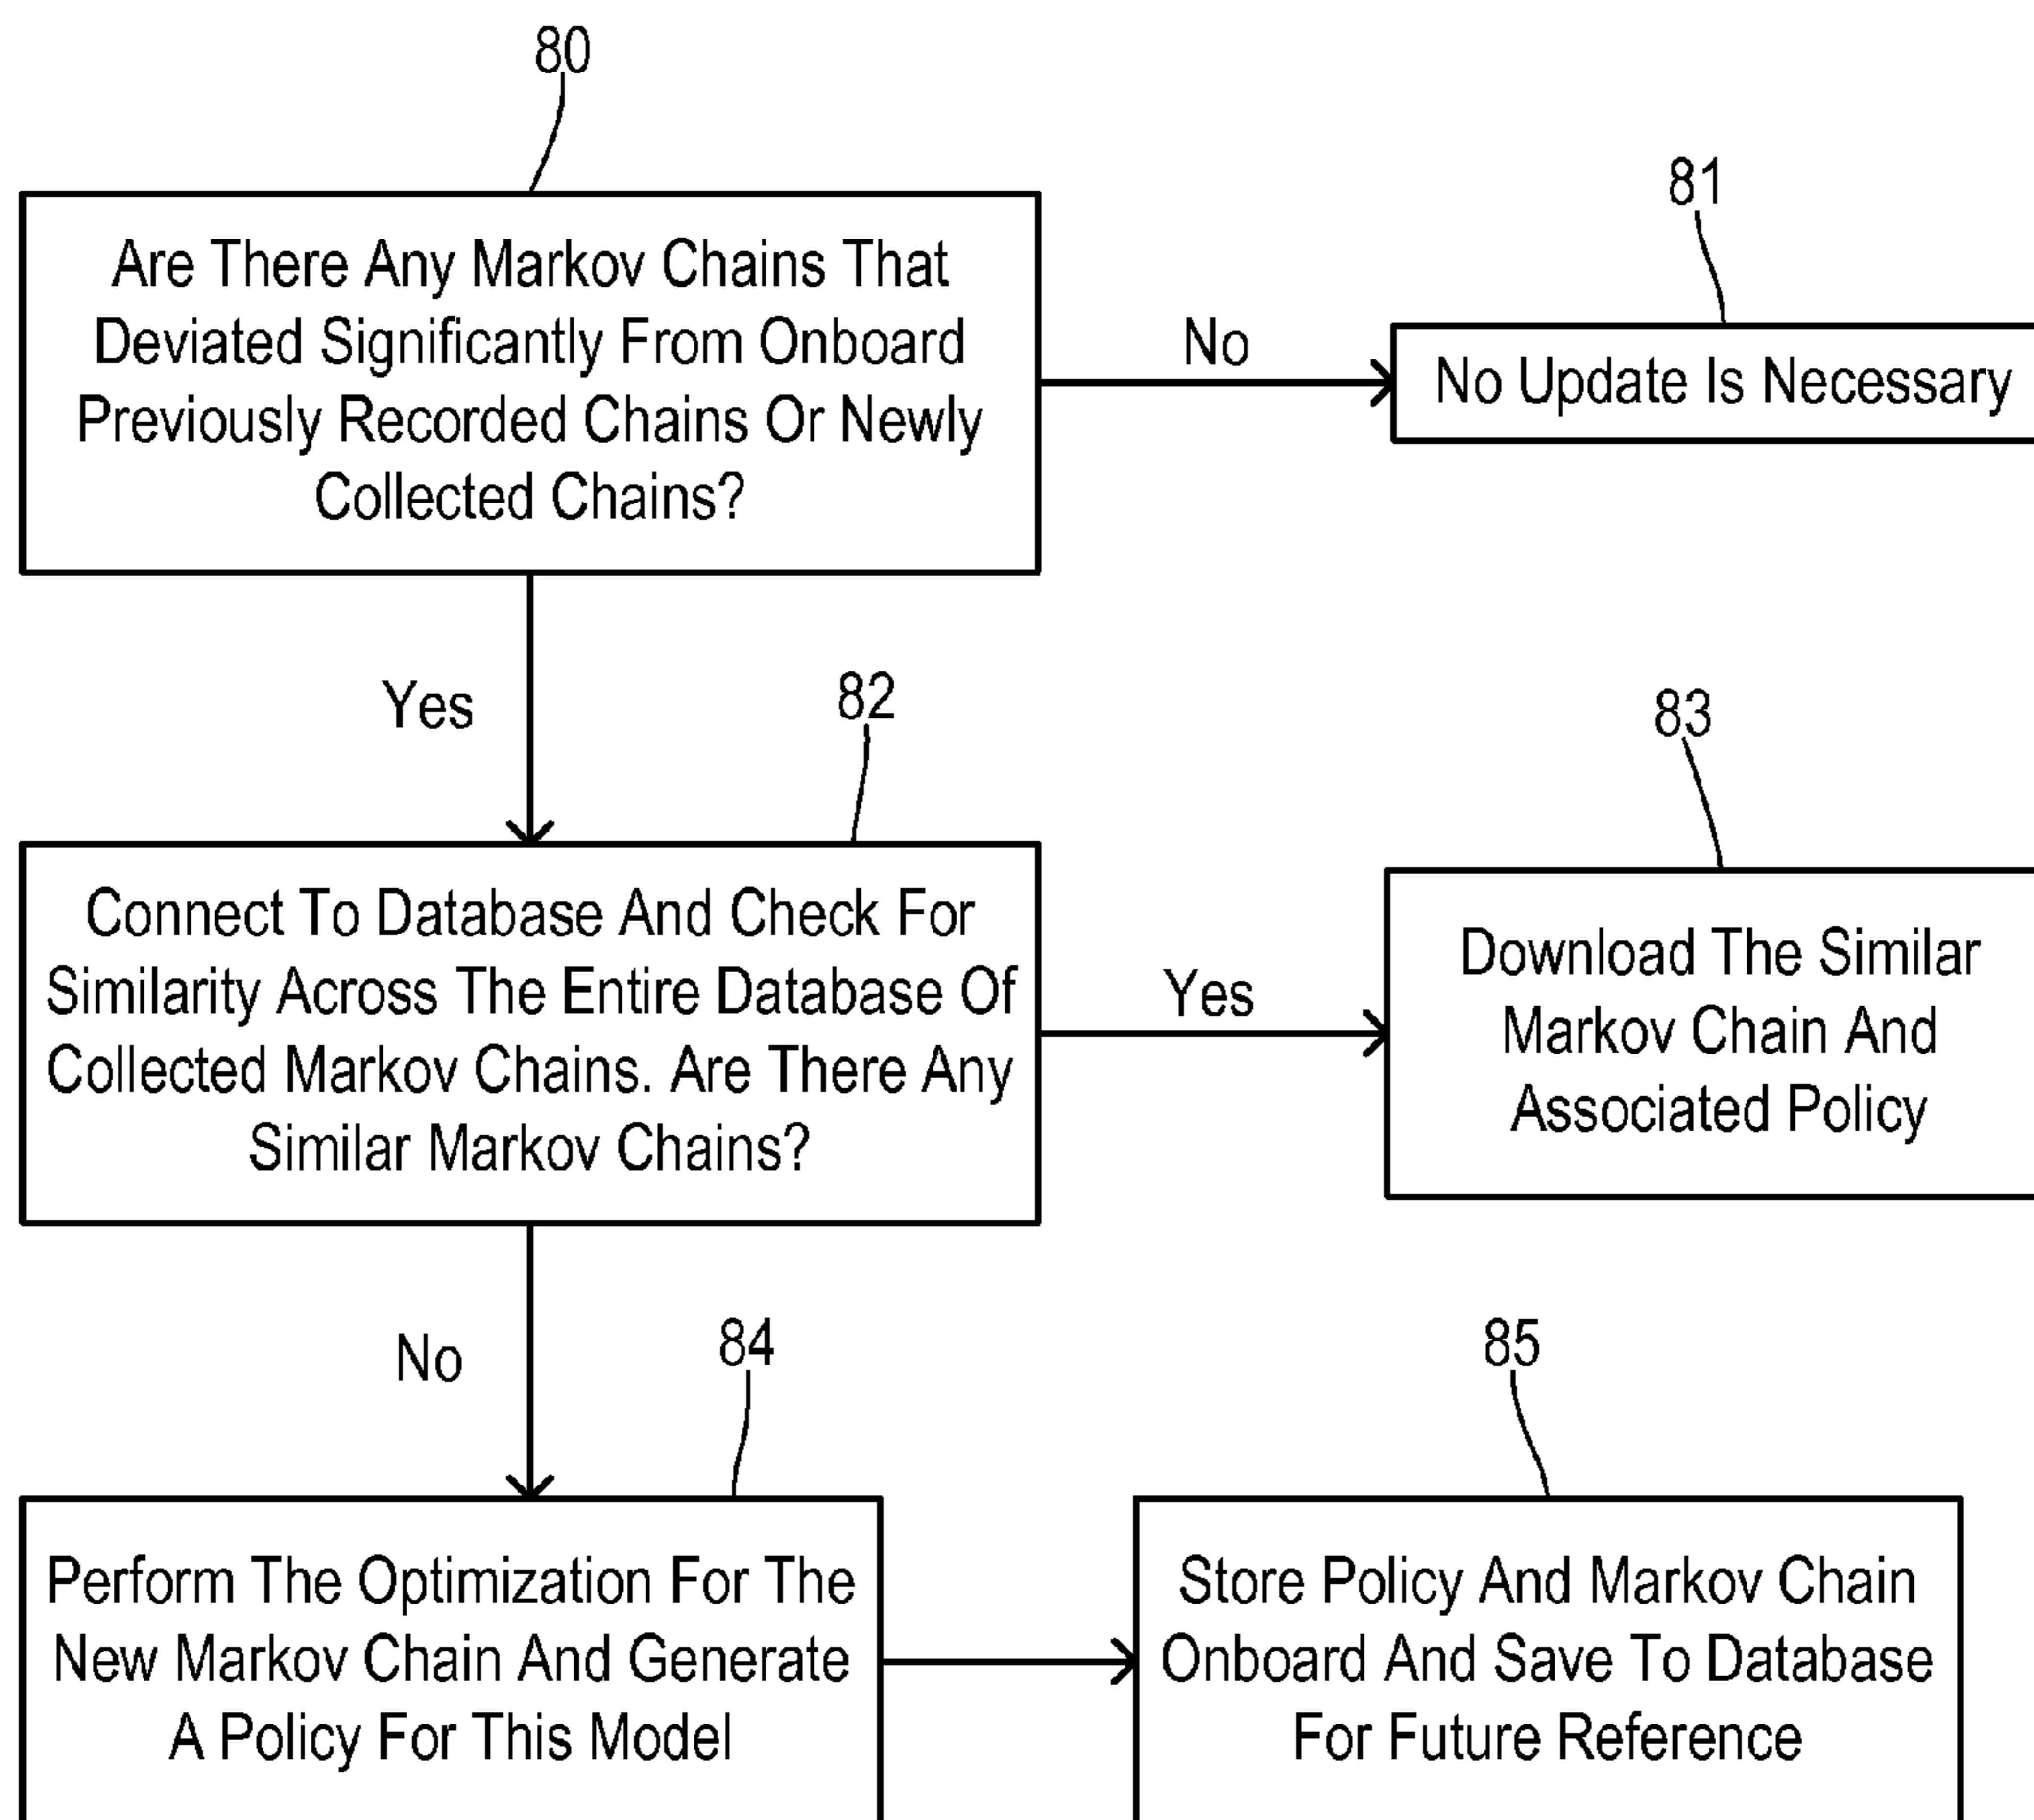 80
Are There Any Markov Chains That
Deviated Significantly From Onboard
Previously Recorded Chains Or Newly
Collected Chains?
No
81
No Update Is Necessary
Yes
82
Connect To Database And Check For
Similarity Across The Entire Database Of
Collected Markov Chains. Are There Any
Similar Markov Chains?
Yes
83
Download The Similar
Markov Chain And
Associated Policy
No
84
Perform The Optimization For The
New Markov Chain And Generate
A Policy For This Model
85
Store Policy And Markov Chain
Onboard And Save To Database
For Future Reference